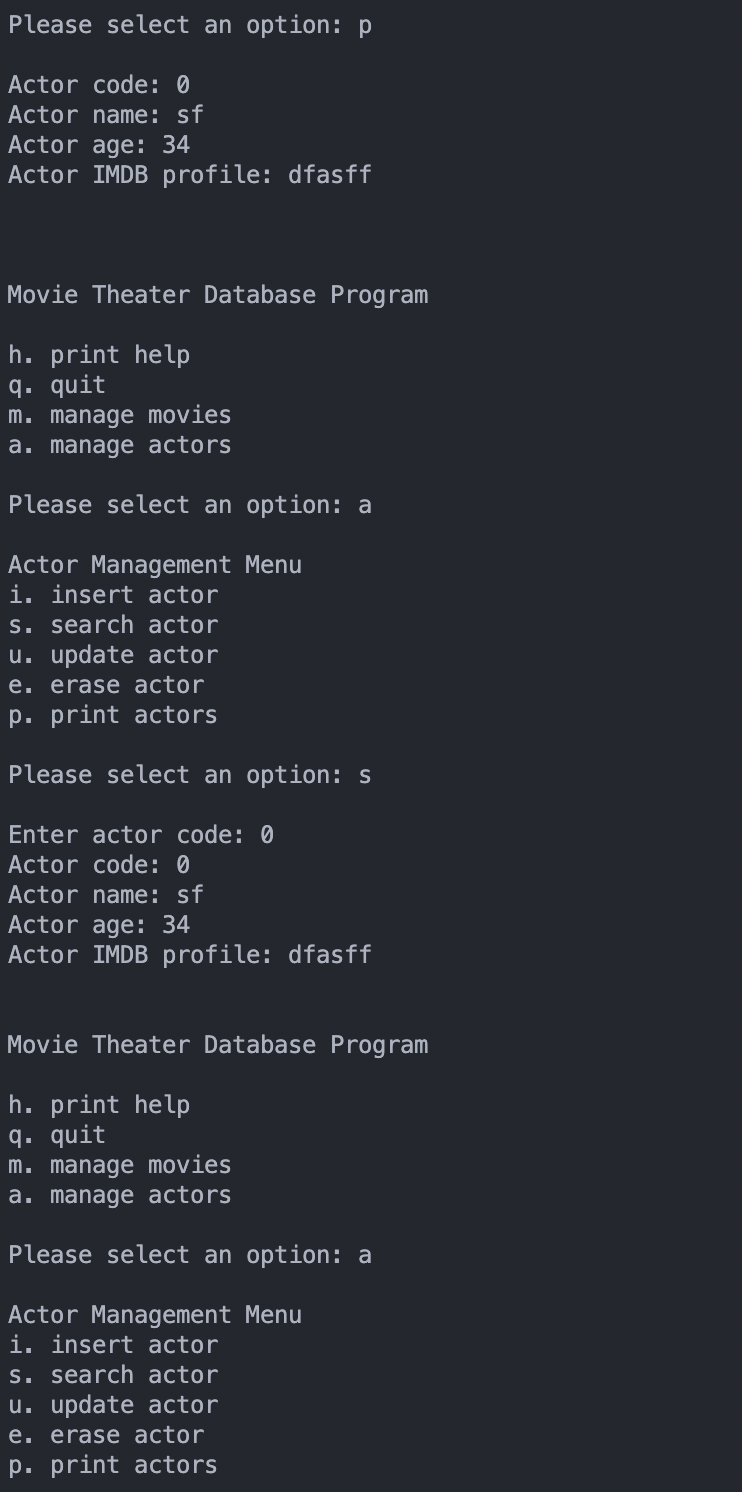 Please select an option: p
Actor code: 0
Actor name: sf
Actor age: 34
Actor IMDB profile: dfasff
Movie Theater Database Program
h. print help
q. quit
m. manage movies
a. manage actors
Please select an option: a
Actor Management Menu
i. insert actor
s. search actor
u. update actor
e. erase actor
p. print actors
Please select an option: s
Enter actor code: 0
Actor code: 0
Actor name: sf
Actor age: 34
Actor IMDB profile: dfasff
Movie Theater Database Program
h. print help
q. quit
m. manage movies
a. manage actors
Please select an option: a
Actor Management Menu
i. insert actor
s. search actor
u. update actor
e. erase actor
p. print actors